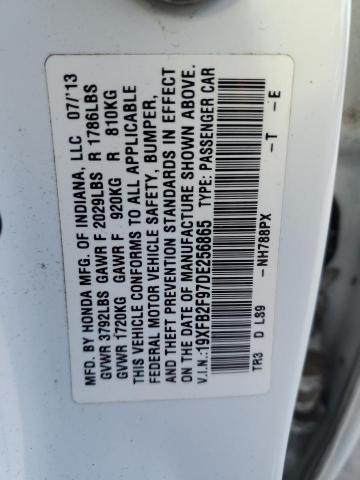 MFD. BY HONDA MFG. OF INDIANA, LLC 07/13
GVWR 3792LBS GAWR F 2029LBS R 1786LBS
GVWR 1720KG GAWR F 920KG R 810KG
THIS VEHICLE CONFORMS TO ALL APPLICABLE
FEDERAL MOTOR VEHICLE SAFETY, BUMPER,
AND THEFT PREVENTION STANDARDS IN EFFECT
ON THE DATE OF MANUFACTURE SHOWN ABOVE.
V.I.N.: 19XFB2F97DE256865 TYPE: PASSENGER CAR
-NH788PX -T -E
TR3 D LS9